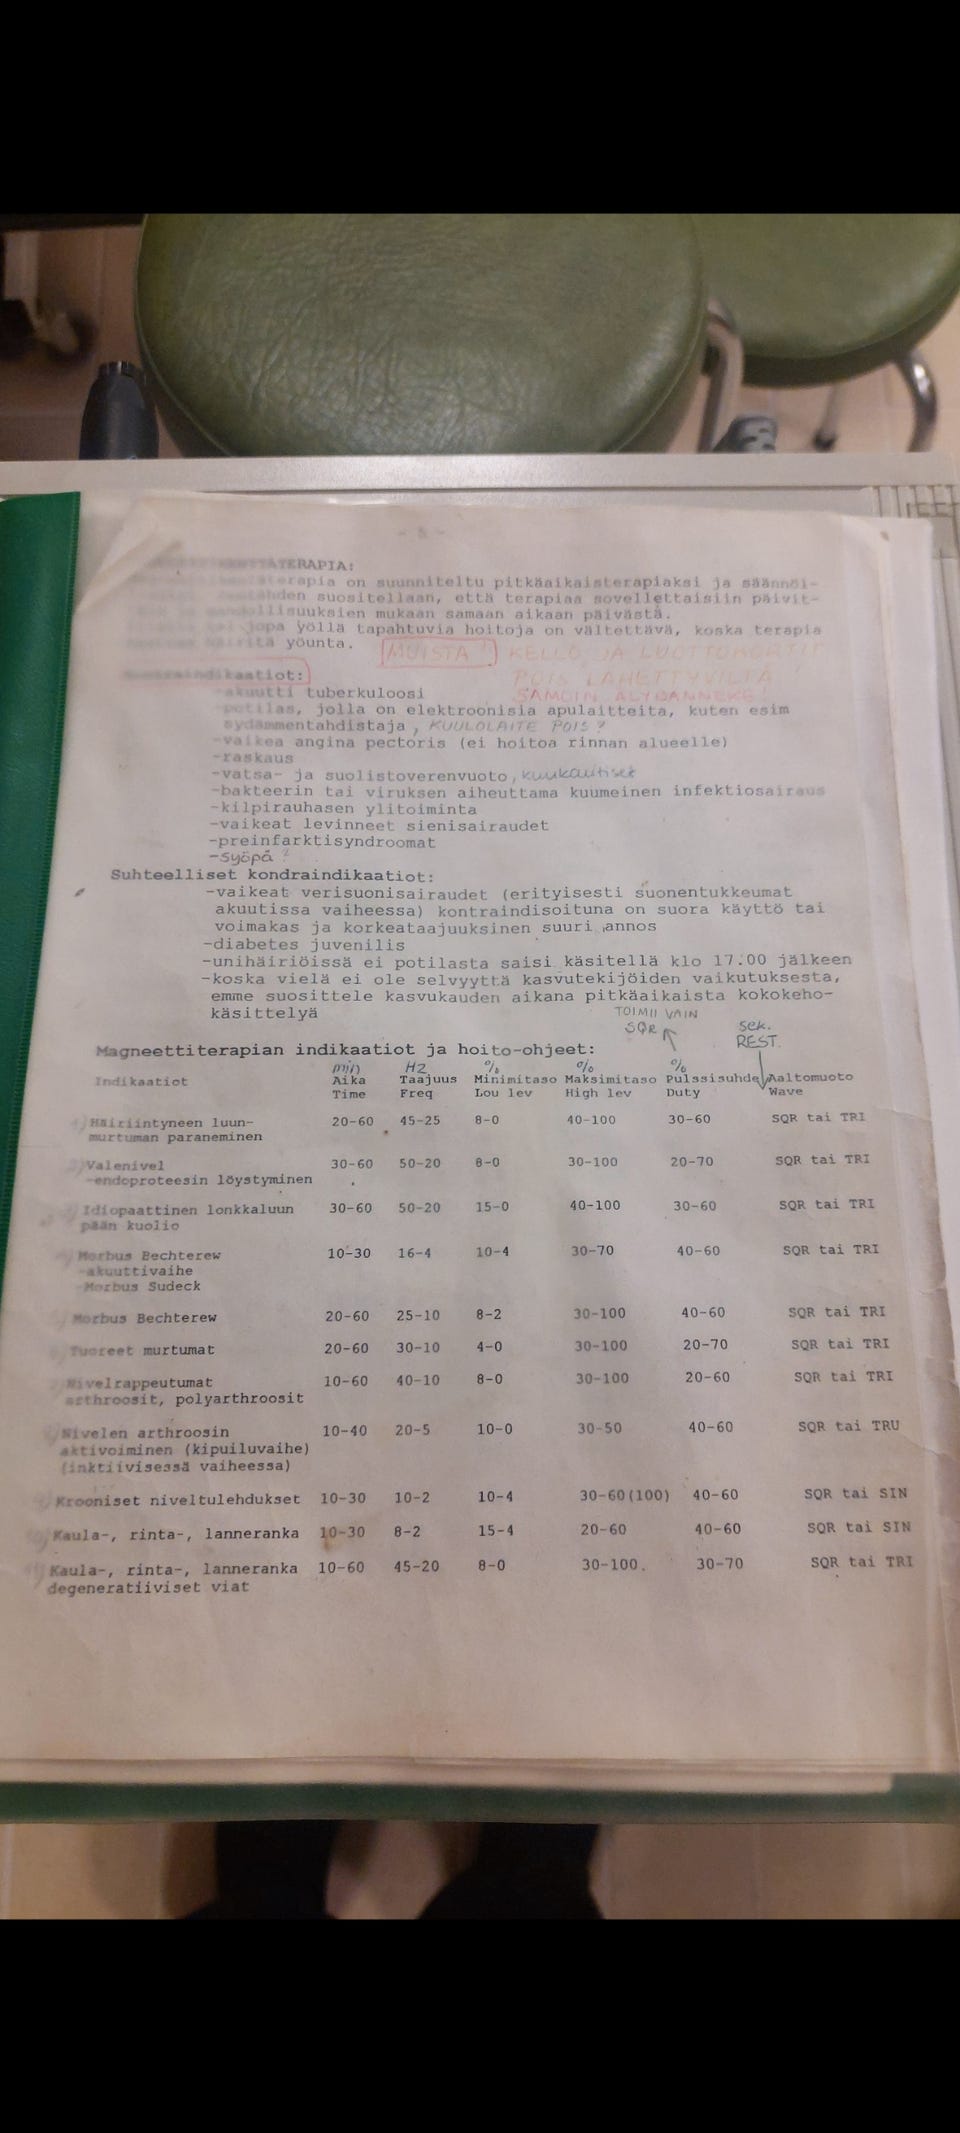 - 5 -
TERAPIA:
terapia on suunniteltu pitkäaikaisterapiaksi ja säännöl-
suositellaan, että terapiaa sovellettaisiin päivit-
mukaan samaan aikaan päivästä.
jopa yöllä tapahtuvia hoitoja on vältettävä, koska terapia
häiritä yöunta.
MUISTA! KELLO JA LUOTTOKORTIT
POIS LÄHETTYVILTÄ
SAMOIN ÄLYPÄNNEKE!
Kontraindikaatiot:
-akuutti tuberkuloosi
-potilas, jolla on elektroonisia apulaitteita, kuten esim
sydämmentahdistaja, KUULOLAITE POIS?
-vaikea angina pectoris (ei hoitoa rinnan alueelle)
-raskaus
-vatsa- ja suolistoverenvuoto, kuukautiset
-bakteerin tai viruksen aiheuttama kuumeinen infektiosairaus
-kilpirauhasen ylitoiminta
-vaikeat levinneet sienisairaudet
-preinfarktisyndroomat
-syöpä?
Suhteelliset kondraindikaatiot:
-vaikeat verisuonisairaudet (erityisesti suonentukkeumat
akuutissa vaiheessa) kontraindisoituna on suora käyttö tai
voimakas ja korkeataajuuksinen suuri annos
-diabetes juvenilis
-unihäiriöissä ei potilasta saisi käsitellä klo 17.00 jälkeen
-koska vielä ei ole selvyyttä kasvutekijöiden vaikutuksesta,
emme suosittele kasvukauden aikana pitkäaikaista kokokeho-
käsittelyä
TOIMII VAIN
SQR
sek.
REST.
Magneettiterapian indikaatiot ja hoito-ohjeet:
min HZ % % %
Indikaatiot Aika Taajuus Minimitaso Maksimitaso Pulssisuhde Aaltomuoto
Time Freq Lou lev High lev Duty Wave
Häiriintyneen luun- 20-60 45-25 8-0 40-100 30-60 SQR tai TRI
murtuman paraneminen
Valenivel 30-60 50-20 8-0 30-100 20-70 SQR tai TRI
-endoproteesin löystyminen
Idiopaattinen lonkkaluun 30-60 50-20 15-0 40-100 30-60 SQR tai TRI
pään kuolio
Morbus Bechterew 10-30 16-4 10-4 30-70 40-60 SQR tai TRI
-akuuttivaihe
-Morbus Sudeck
Morbus Bechterew 20-60 25-10 8-2 30-100 40-60 SQR tai TRI
Tuoreet murtumat 20-60 30-10 4-0 30-100 20-70 SQR tai TRI
Nivelrappeutumat 10-60 40-10 8-0 30-100 20-60 SQR tai TRI
arthroosit, polyarthroosit
Nivelen arthroosin 10-40 20-5 10-0 30-50 40-60 SQR tai TRU
aktivoiminen (kipuiluvaihe)
(inktiivisessä vaiheessa)
Krooniset niveltulehdukset 10-30 10-2 10-4 30-60(100) 40-60 SQR tai SIN
Kaula-, rinta-, lanneranka 10-30 8-2 15-4 20-60 40-60 SQR tai SIN
Kaula-, rinta-, lanneranka 10-60 45-20 8-0 30-100. 30-70 SQR tai TRI
degeneratiiviset viat